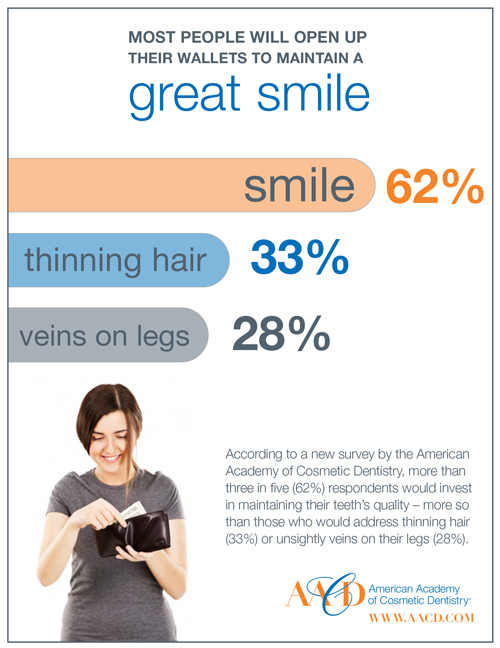 MOST PEOPLE WILL OPEN UP
THEIR WALLETS TO MAINTAIN A
great smile
smile 62%
thinning hair 33%
veins on legs 28%
According to a new survey by the American
Academy of Cosmetic Dentistry, more than
three in five (62%) respondents would invest
in maintaining their teeth's quality – more so
than those who would address thinning hair
(33%) or unsightly veins on their legs (28%).
AACD American Academy
of Cosmetic Dentistry
WWW.AACD.COM